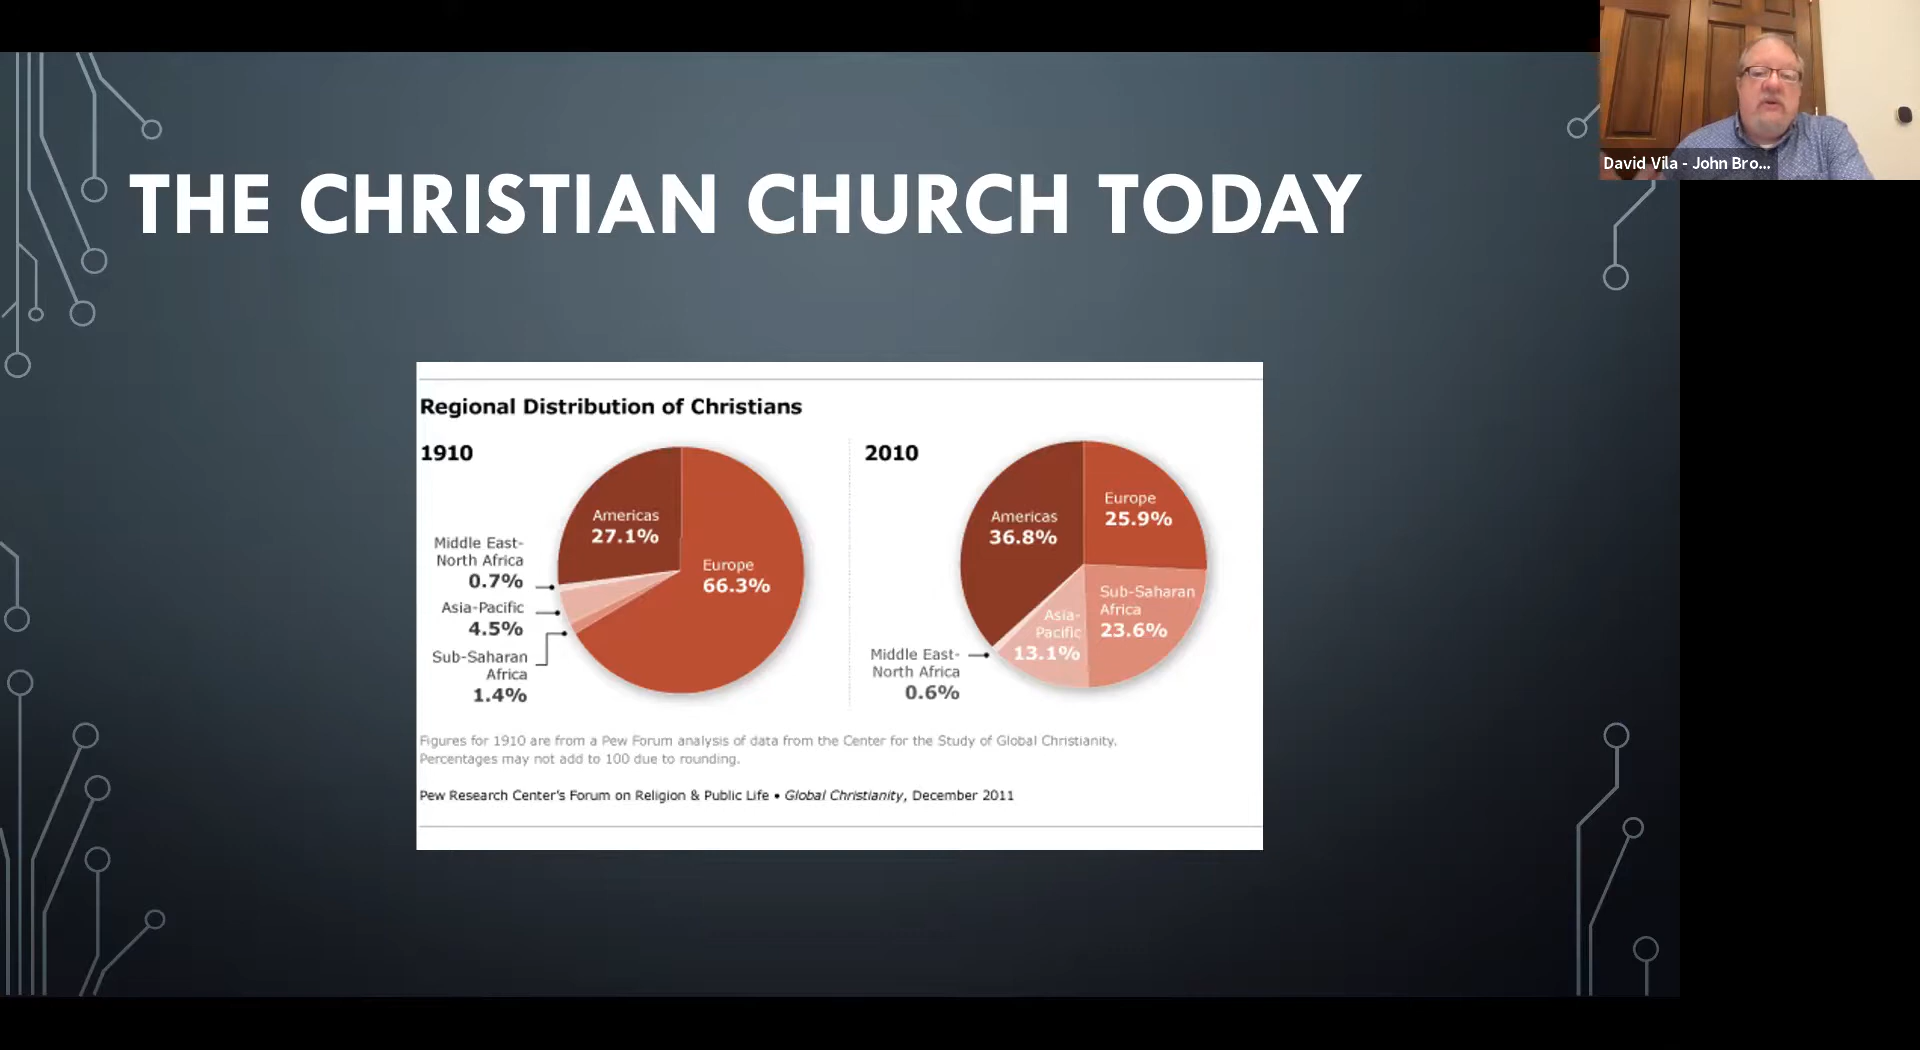 David Vila - John Bro...
THE CHRISTIAN CHURCH TODAY
Regional Distribution of Christians
1910
Americas
27.1%
Middle East-
North Africa
0.7%
Asia-Pacific
4.5%
Sub-Saharan
Africa
1.4%
Europe
66.3%
2010
Americas
36.8%
Europe
25.9%
Sub-Saharan
Africa
23.6%
Asia-
Pacific
13.1%
Middle East-
North Africa
0.6%
Figures for 1910 are from a Pew Forum analysis of data from the Center for the Study of Global Christianity.
Percentages may not add to 100 due to rounding.
Pew Research Center's Forum on Religion & Public Life • Global Christianity, December 2011